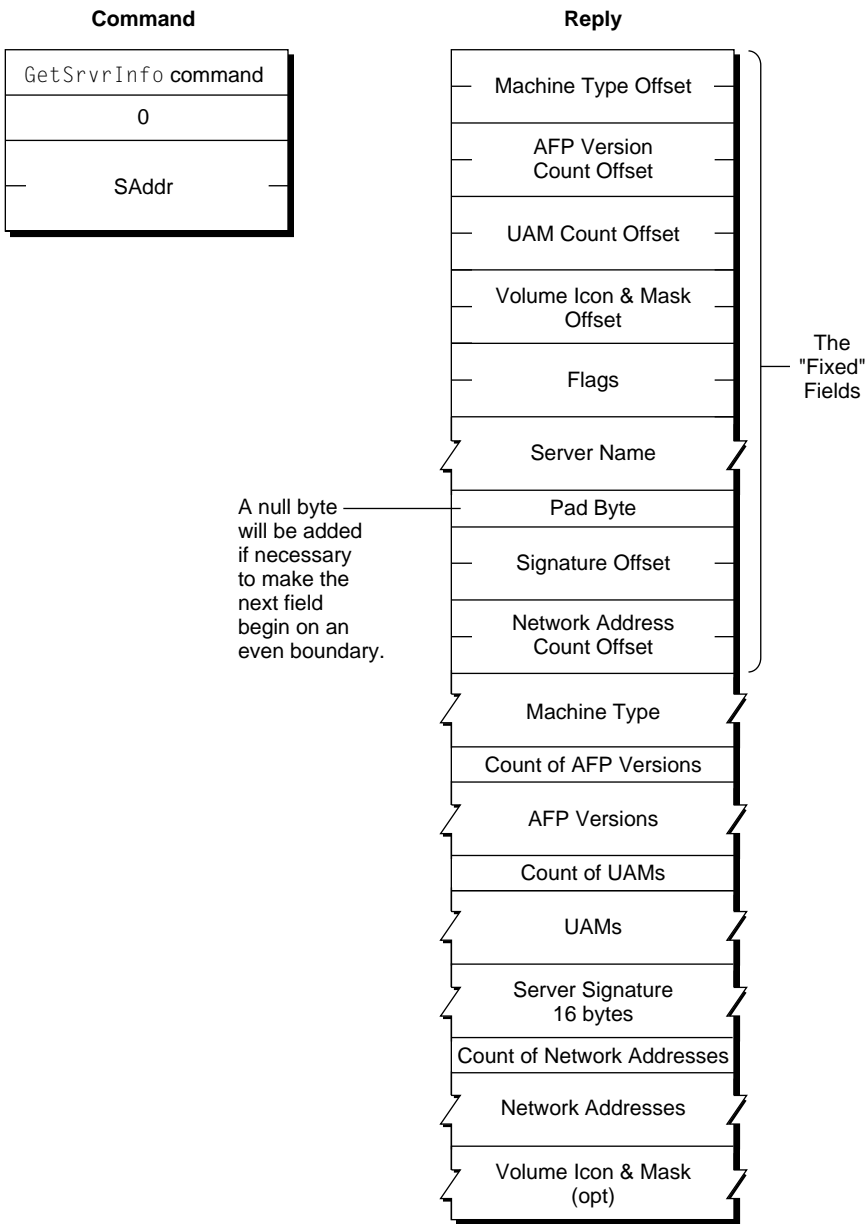 Command
GetSrvrInfo command
0
SAddr
Reply
Machine Type Offset
AFP Version
Count Offset
UAM Count Offset
Volume Icon & Mask
Offset
Flags
Server Name
Pad Byte
Signature Offset
Network Address
Count Offset
The
"Fixed"
Fields
A null byte
will be added
if necessary
to make the
next field
begin on an
even boundary.
Machine Type
Count of AFP Versions
AFP Versions
Count of UAMs
UAMs
Server Signature
16 bytes
Count of Network Addresses
Network Addresses
Volume Icon & Mask
(opt)